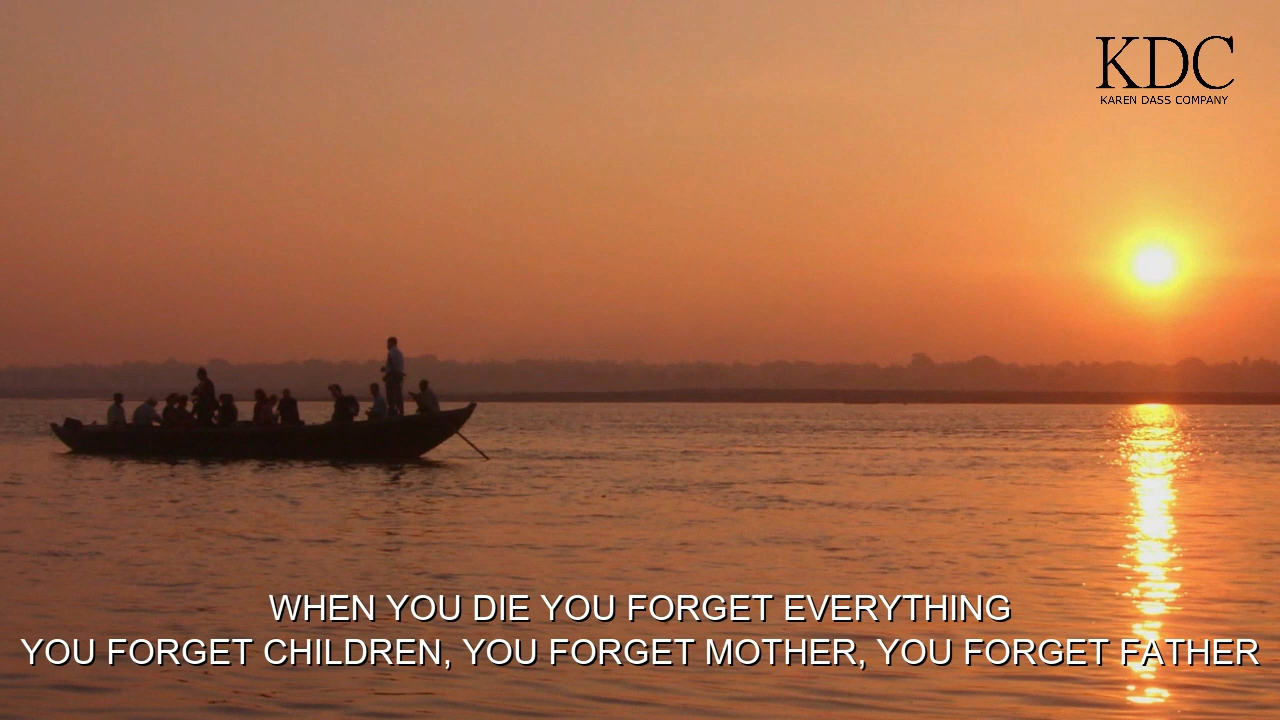 KDC
KAREN DASS COMPANY
WHEN YOU DIE YOU FORGET EVERYTHING
YOU FORGET CHILDREN, YOU FORGET MOTHER, YOU FORGET FATHER